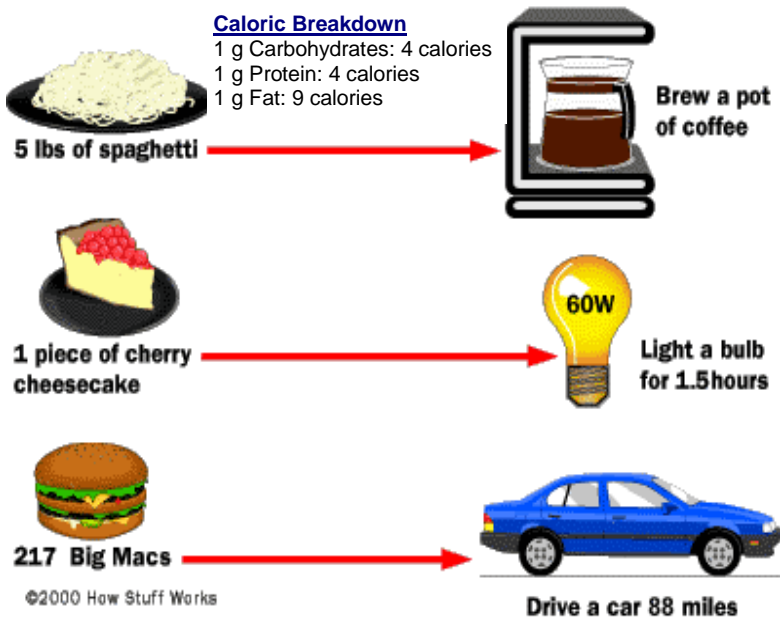 Caloric Breakdown
1 g Carbohydrates: 4 calories
1 g Protein: 4 calories
1 g Fat: 9 calories
5 lbs of spaghetti
Brew a pot
of coffee
1 piece of cherry
cheesecake
60W
Light a bulb
for 1.5hours
217 Big Macs
Drive a car 88 miles
©2000 How Stuff Works